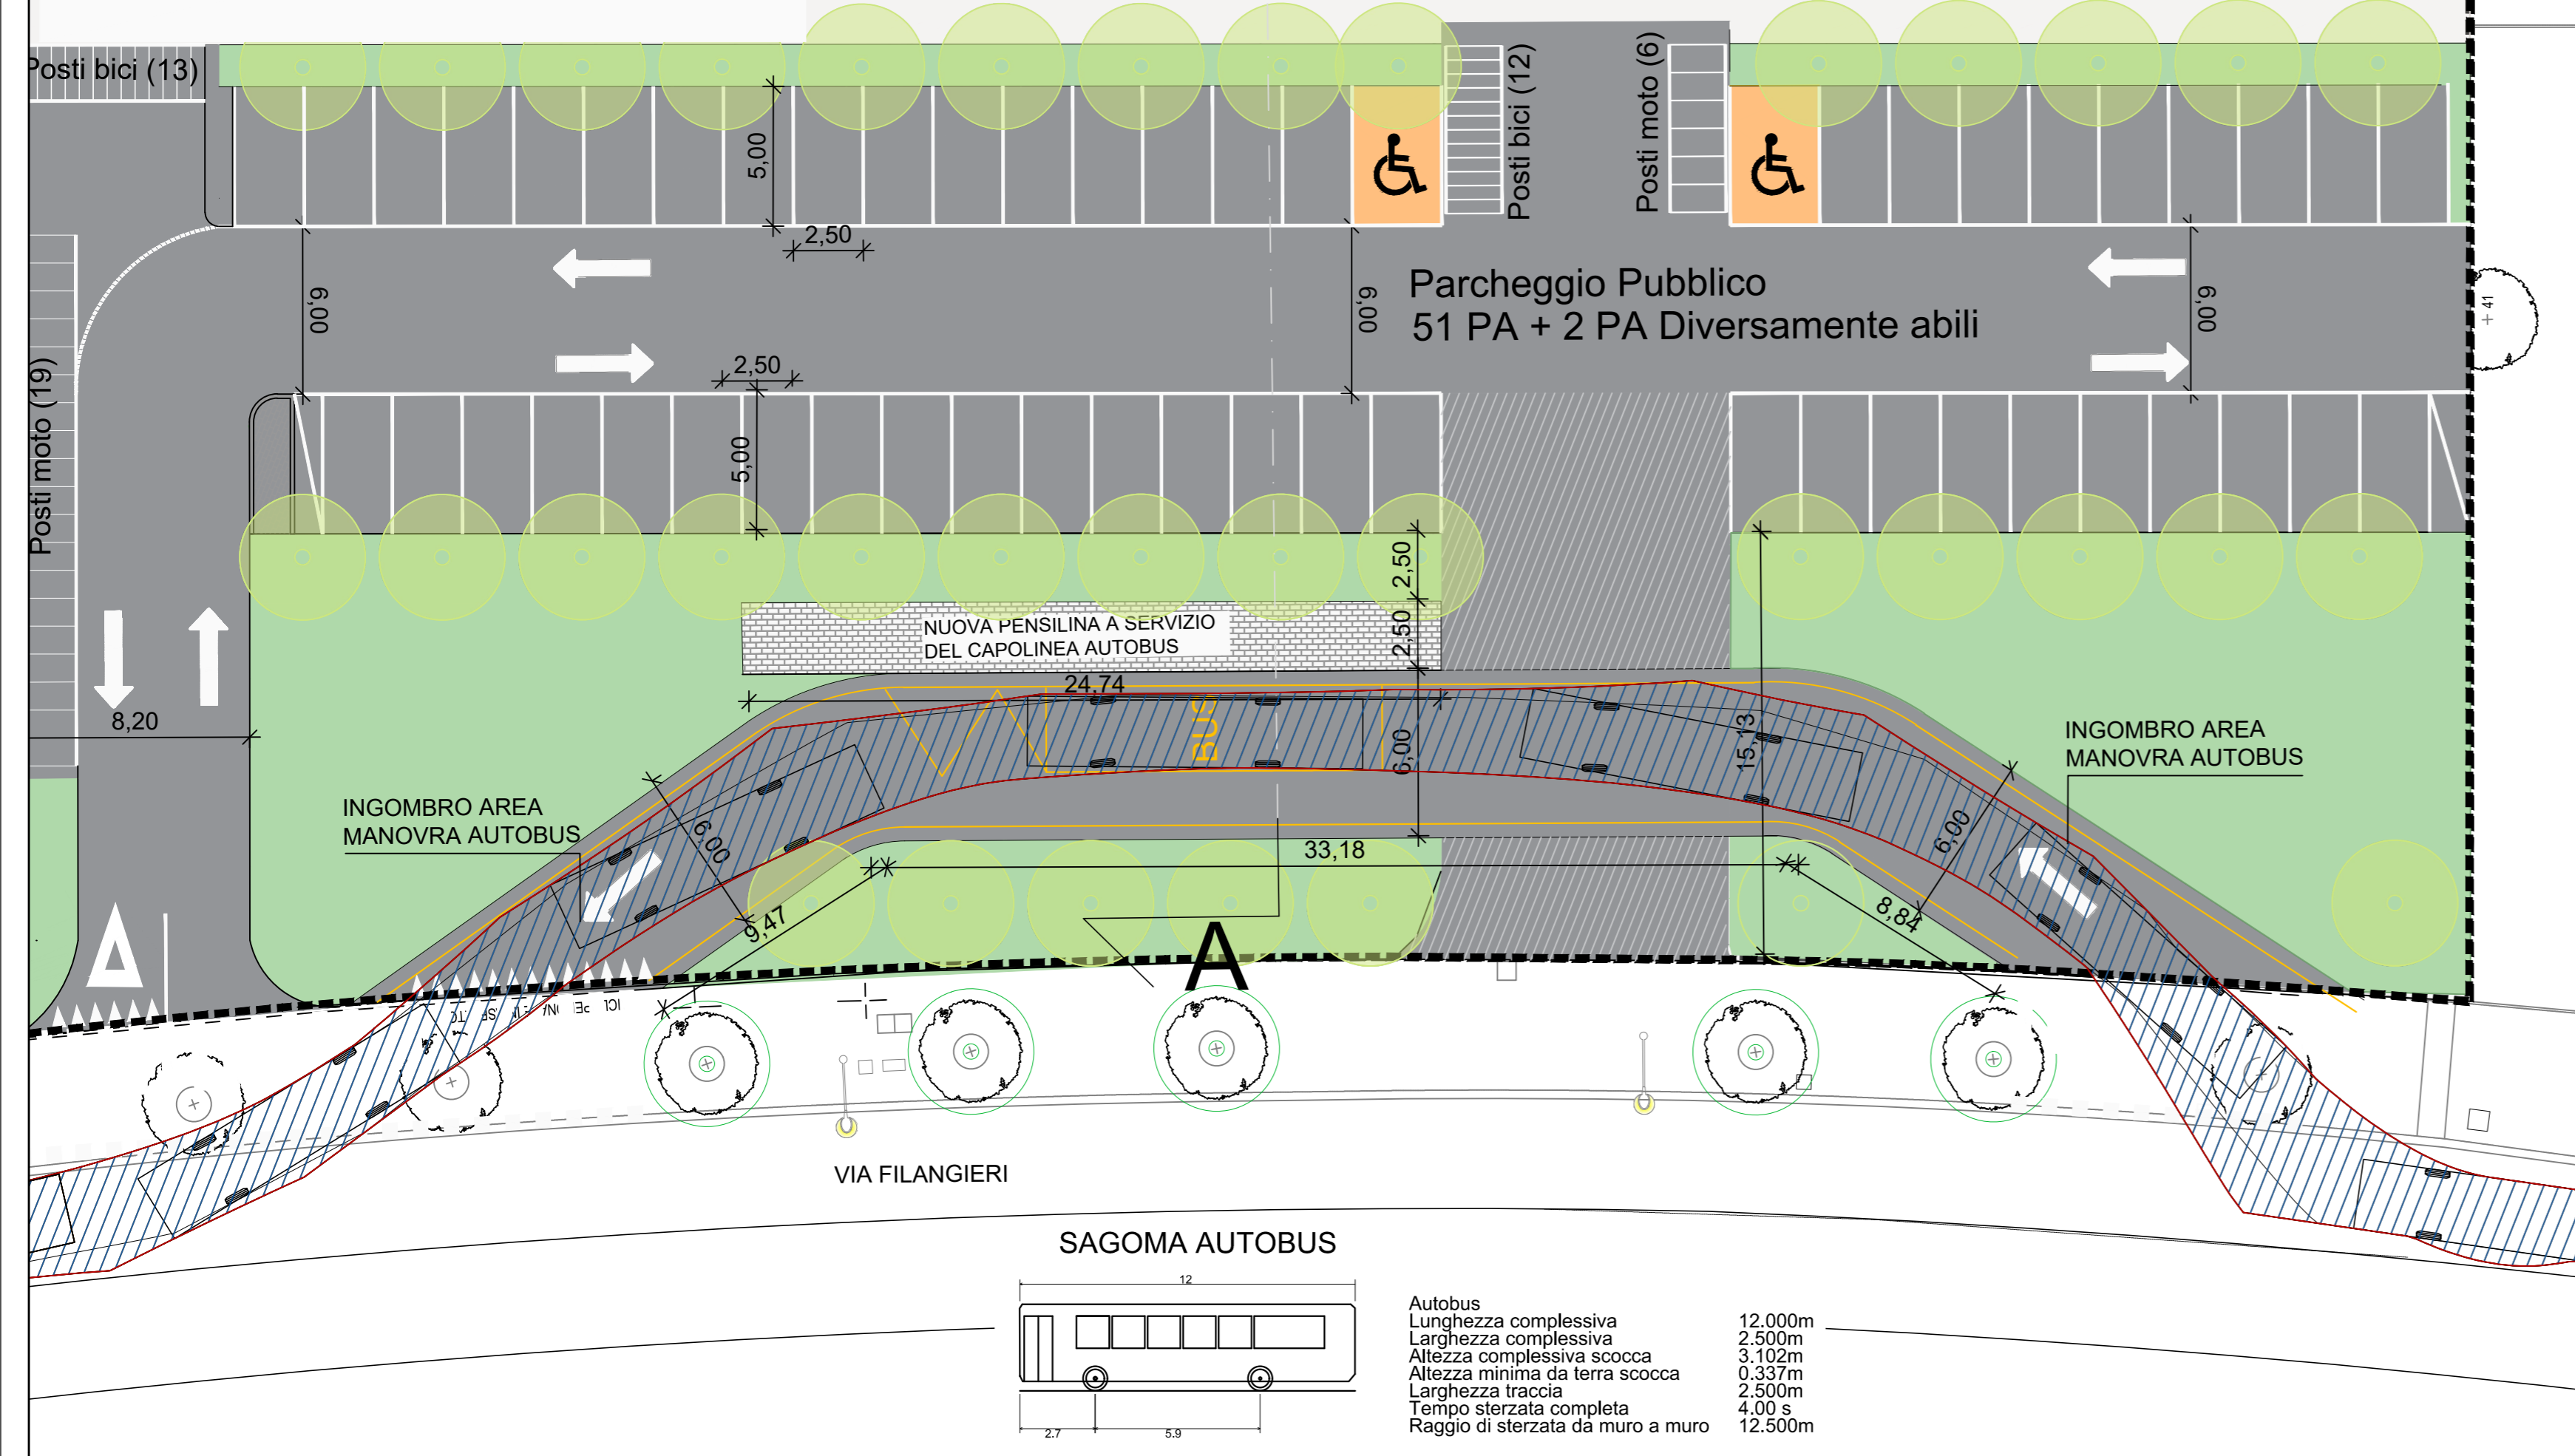 Posti bici (13)
Posti bici (12)
Posti moto (6)
5,00
2,50
6,00
6,00
6,00
Parcheggio Pubblico
51 PA + 2 PA Diversamente abili
41
Posti moto (19)
2,50
5,00
2,50
2,50
NUOVA PENSILINA A SERVIZIO
DEL CAPOLINEA AUTOBUS
24,74
BUS
6,00
15,13
8,20
INGOMBRO AREA
MANOVRA AUTOBUS
INGOMBRO AREA
MANOVRA AUTOBUS
6,00
6,00
33,18
9,47
8,84
A
VIA FILANGIERI
SAGOMA AUTOBUS
12
2.7
5.9
Autobus
Lunghezza complessiva 12.000m
Larghezza complessiva 2.500m
Altezza complessiva scocca 3.102m
Altezza minima da terra scocca 0.337m
Larghezza traccia 2.500m
Tempo sterzata completa 4.00 s
Raggio di sterzata da muro a muro 12.500m